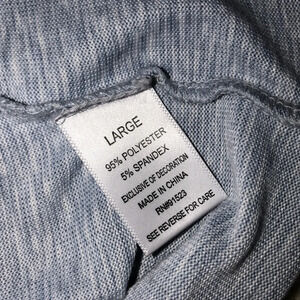 LARGE
95% POLYESTER
5% SPANDEX
EXCLUSIVE OF DECORATION
MADE IN CHINA
RN#91523
SEE REVERSE FOR CARE